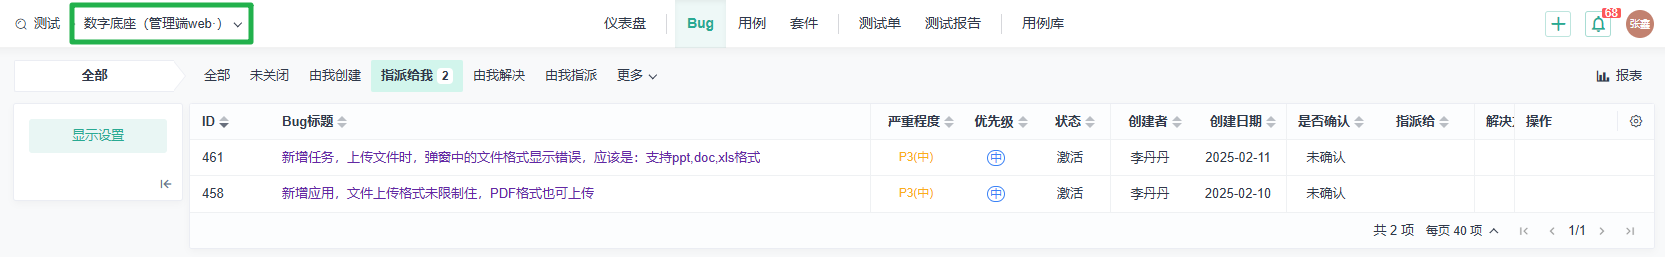 测试 数字底座（管理端web·） 仪表盘 Bug 用例 套件 测试单 测试报告 用例库 68 张鑫
全部 全部 未关闭 由我创建 指派给我 2 由我解决 由我指派 更多 报表
显示设置
ID Bug标题 严重程度 优先级 状态 创建者 创建日期 是否确认 指派给 解决 操作
461 新增任务，上传文件时，弹窗中的文件格式显示错误，应该是：支持ppt,doc,xls格式 P3(中) 中 激活 李丹丹 2025-02-11 未确认
458 新增应用，文件上传格式未限制住，PDF格式也可上传 P3(中) 中 激活 李丹丹 2025-02-10 未确认
共 2 项 每页 40 项 1/1